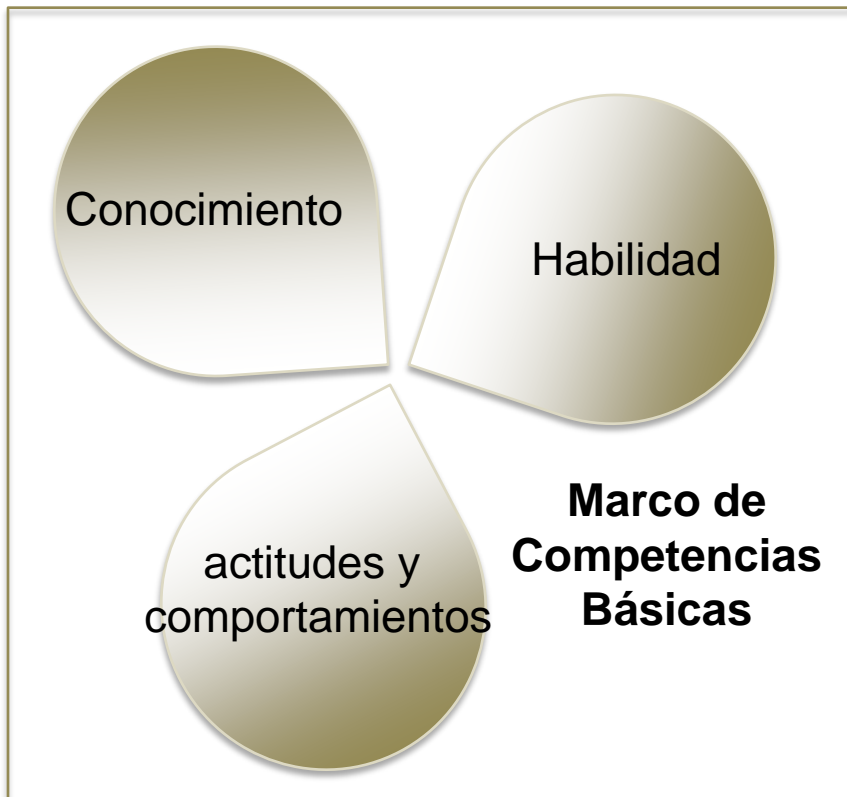 Conocimiento
Habilidad
actitudes y
comportamientos
Marco de
Competencias
Básicas